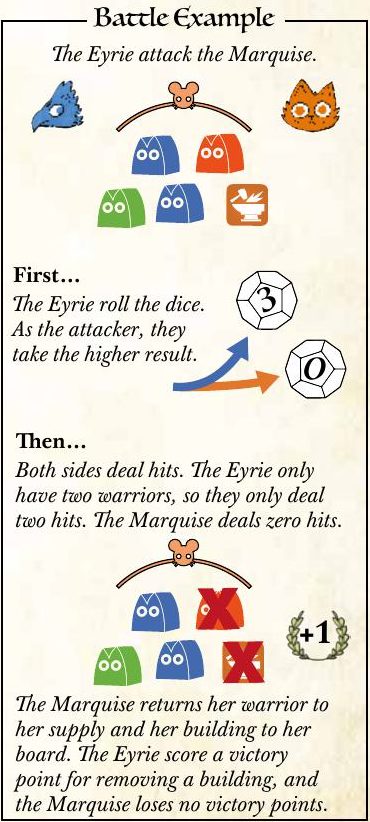 Battle Example
The Eyrie attack the Marquise.
First...
The Eyrie roll the dice.
As the attacker, they
take the higher result.
3
0
Then...
Both sides deal hits. The Eyrie only
have two warriors, so they only deal
two hits. The Marquise deals zero hits.
+1
The Marquise returns her warrior to
her supply and her building to her
board. The Eyrie score a victory
point for removing a building, and
the Marquise loses no victory points.